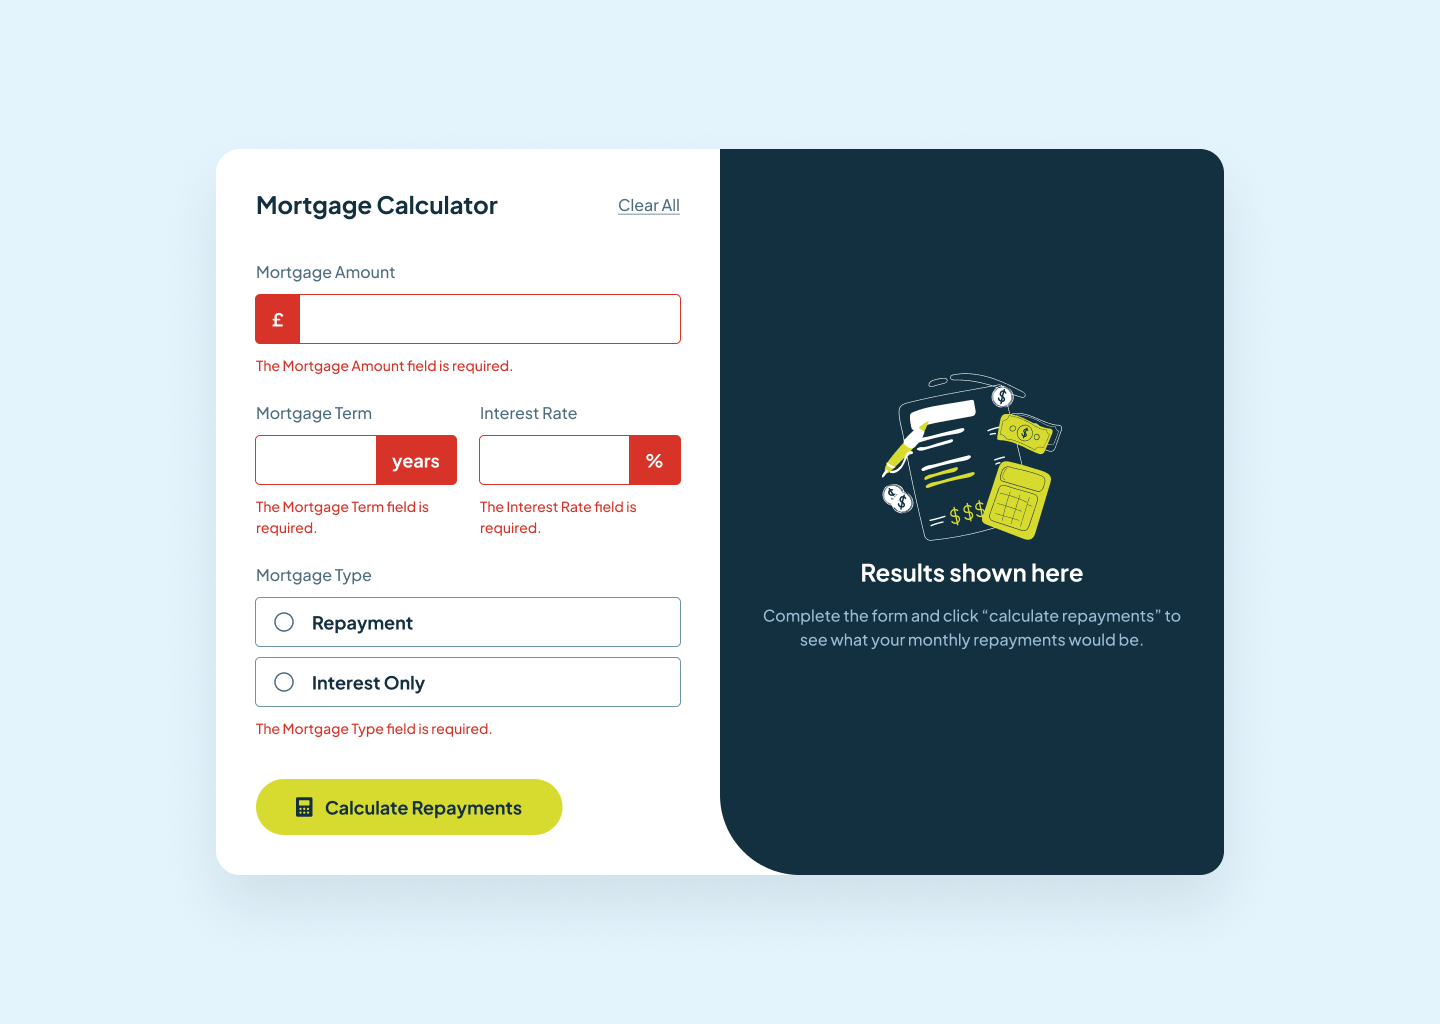 Mortgage Calculator
Clear All
Mortgage Amount
£
The Mortgage Amount field is required.
Mortgage Term
years
The Mortgage Term field is
required.
Interest Rate
%
The Interest Rate field is
required.
Mortgage Type
Repayment
Interest Only
The Mortgage Type field is required.
Calculate Repayments
$
$
$
$
$$$
Results shown here
Complete the form and click “calculate repayments” to
see what your monthly repayments would be.